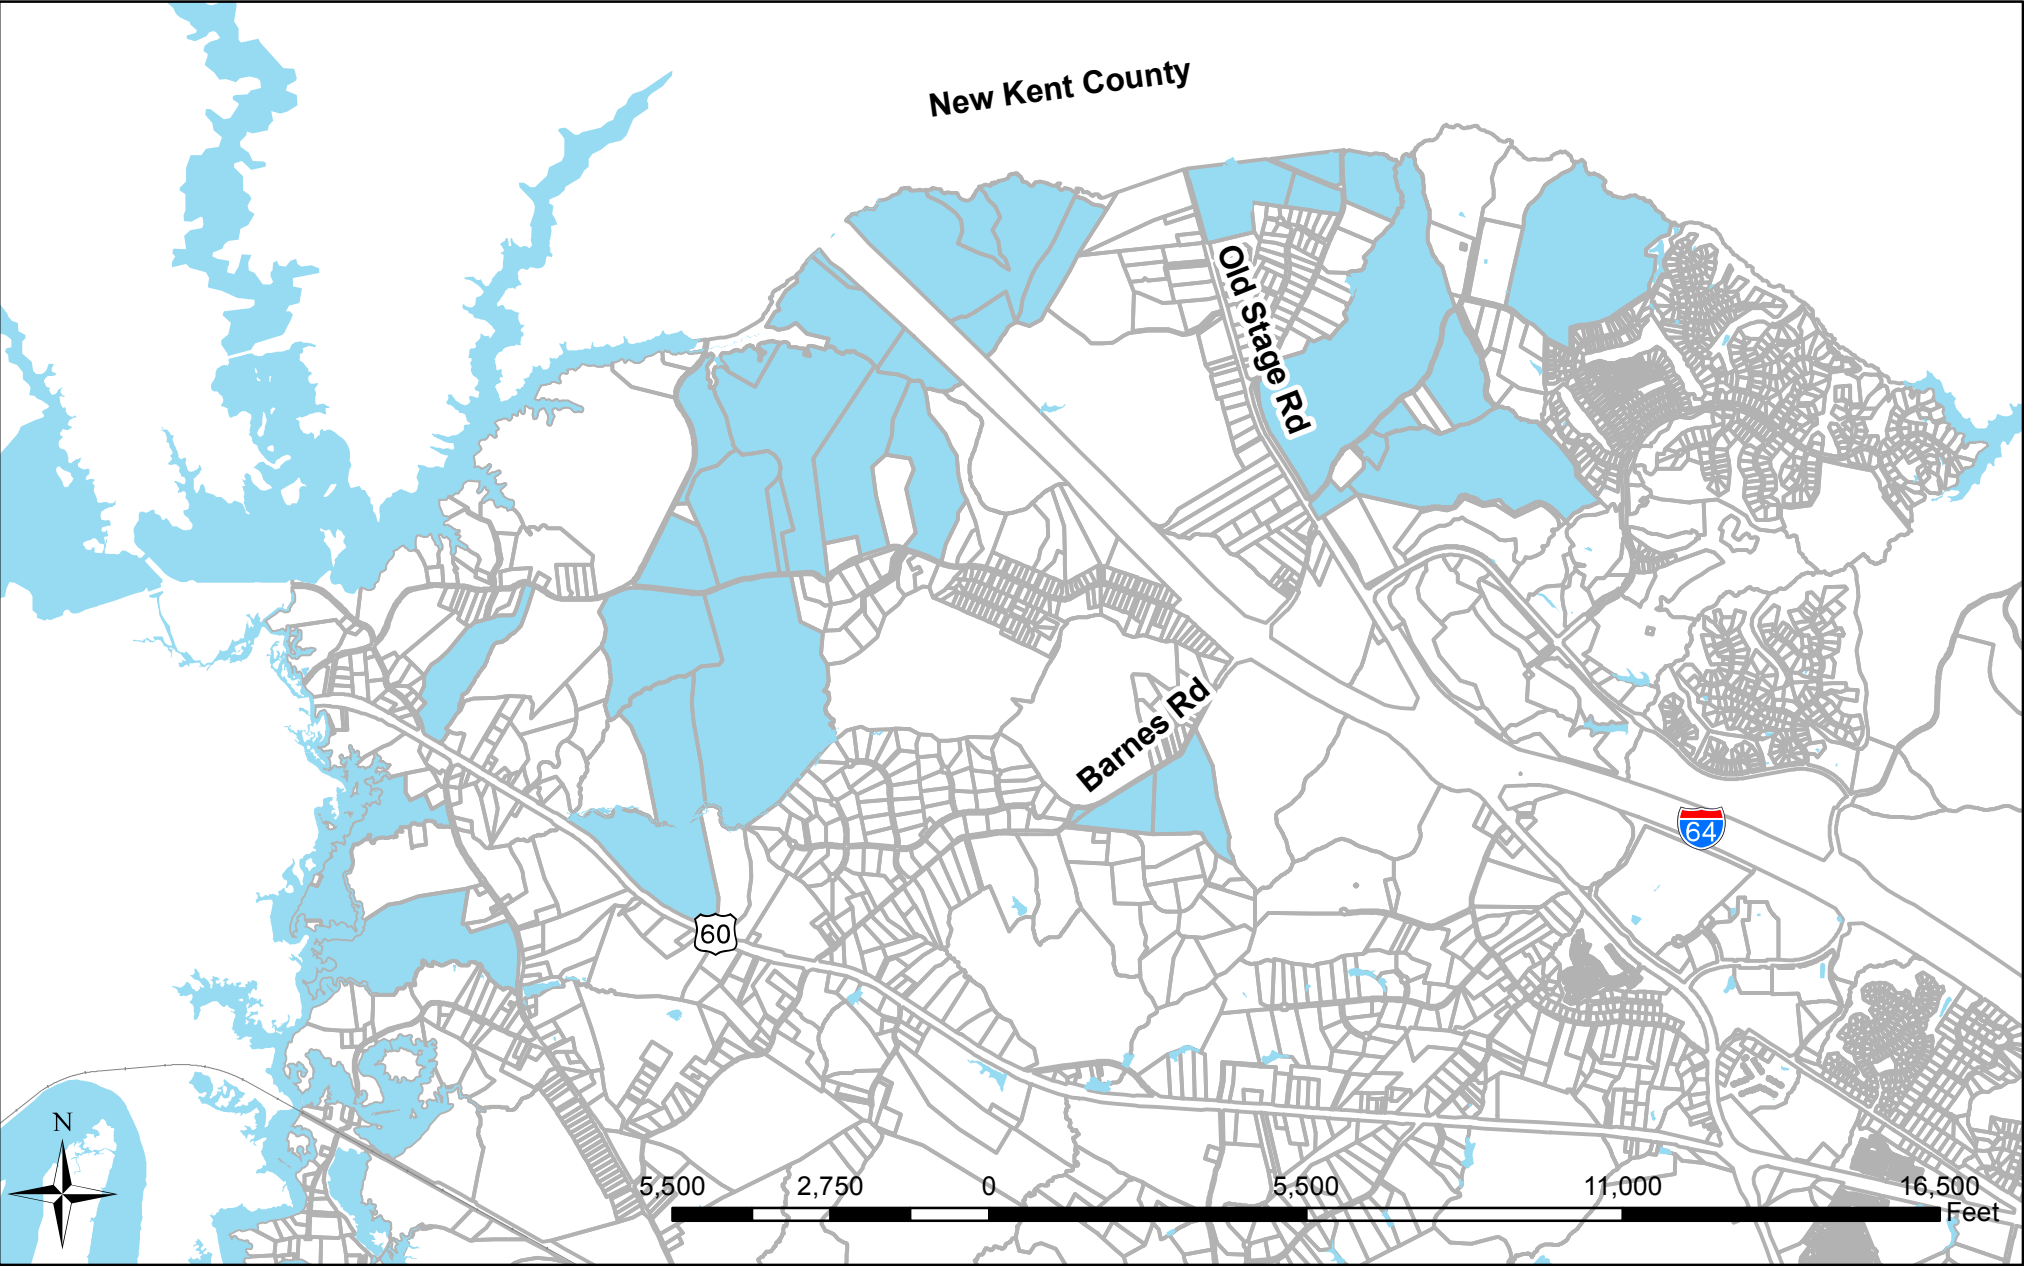 New Kent County
Old Stage Rd
Barnes Rd
64
60
N
5,500 2,750 0 5,500 11,000 16,500
Feet